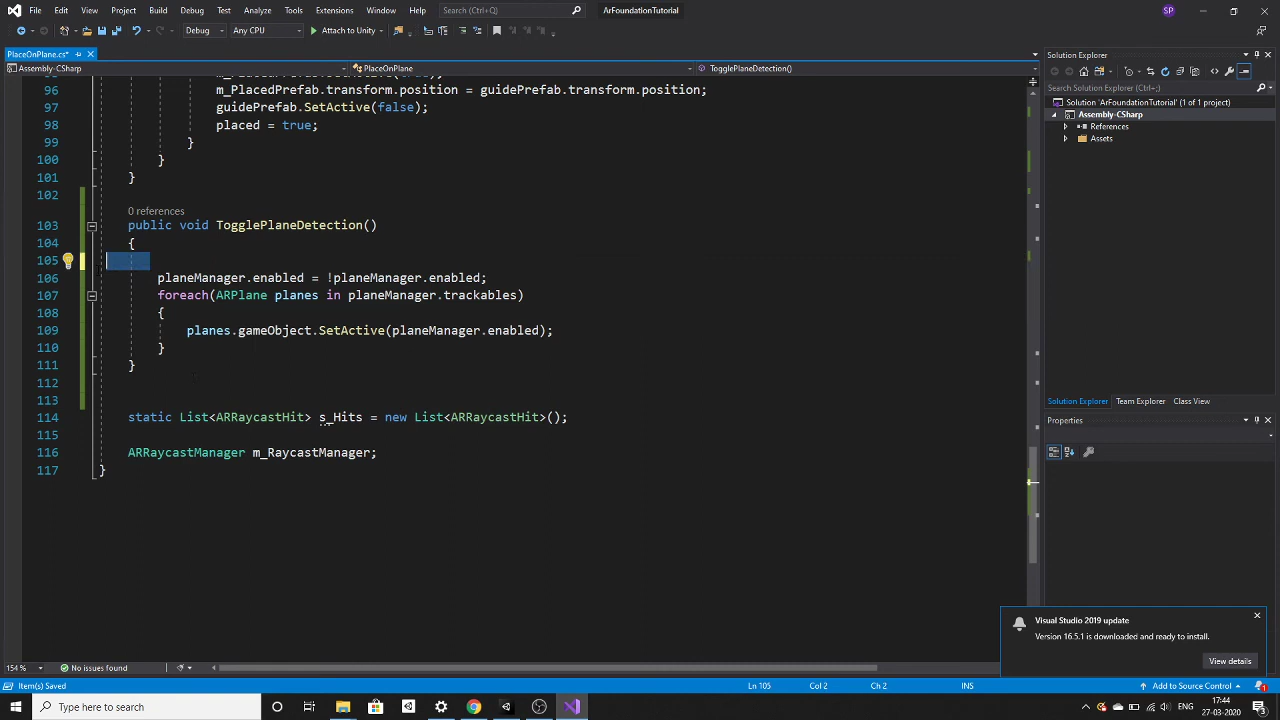 File Edit View Project Build Debug Test Analyze Tools Extensions Window Help Search (Ctrl+Q) ArFoundationTutorial SP
Debug Any CPU Attach to Unity
PlaceOnPlane.cs*
Assembly-CSharp PlaceOnPlane TogglePlaneDetection()
96 m_PlacedPrefab.transform.position = guidePrefab.transform.position;
97 guidePrefab.SetActive(false);
98 placed = true;
99 }
100 }
101 }
102
0 references
103 public void TogglePlaneDetection()
104 {
105
106 planeManager.enabled = !planeManager.enabled;
107 foreach(ARPlane planes in planeManager.trackables)
108 {
109 planes.gameObject.SetActive(planeManager.enabled);
110 }
111 }
112
113
114 static List<ARRaycastHit> s_Hits = new List<ARRaycastHit>();
115
116 ARRaycastManager m_RaycastManager;
117 }
Solution Explorer
Search Solution Explorer (Ctrl+;)
Solution 'ArFoundationTutorial' (1 of 1 project)
Assembly-CSharp
References
Assets
Solution Explorer Team Explorer Class View
Properties
Visual Studio 2019 update
Version 16.5.1 is downloaded and ready to install.
View details
154 % No issues found
Item(s) Saved Ln 105 Col 2 Ch 2 INS Add to Source Control 1
Type here to search ENG 17:44 27-03-2020